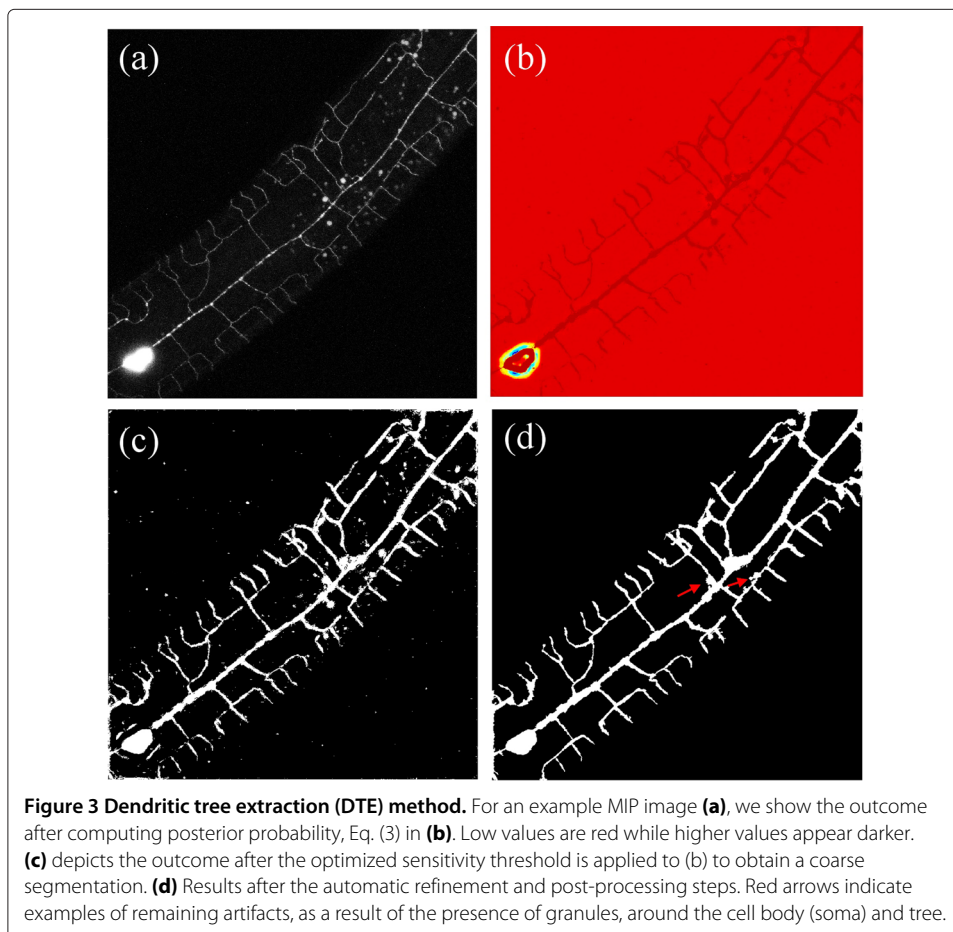 (a)
(b)
(c)
(d)
Figure 3 Dendritic tree extraction (DTE) method. For an example MIP image (a), we show the outcome
after computing posterior probability, Eq. (3) in (b). Low values are red while higher values appear darker.
(c) depicts the outcome after the optimized sensitivity threshold is applied to (b) to obtain a coarse
segmentation. (d) Results after the automatic refinement and post-processing steps. Red arrows indicate
examples of remaining artifacts, as a result of the presence of granules, around the cell body (soma) and tree.